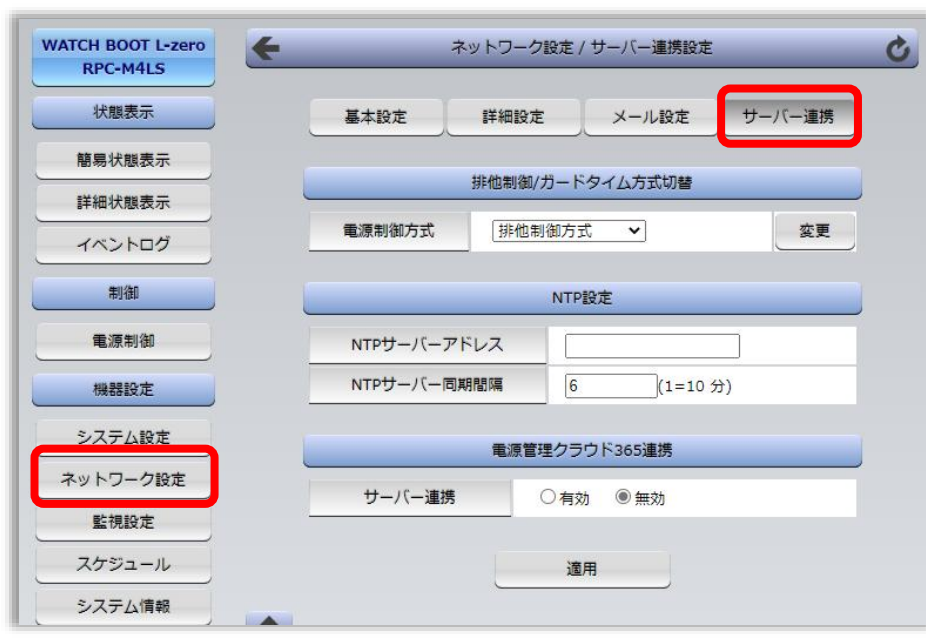 WATCH BOOT L-zero
RPC-M4LS
状態表示
簡易状態表示
詳細状態表示
イベントログ
制御
電源制御
機器設定
システム設定
ネットワーク設定
監視設定
スケジュール
システム情報
ネットワーク設定 / サーバー連携設定
基本設定 詳細設定 メール設定 サーバー連携
排他制御/ガードタイム方式切替
電源制御方式 排他制御方式 変更
NTP設定
NTPサーバーアドレス
NTPサーバー同期間隔 6 (1=10 分)
電源管理クラウド365連携
サーバー連携 有効 無効
適用